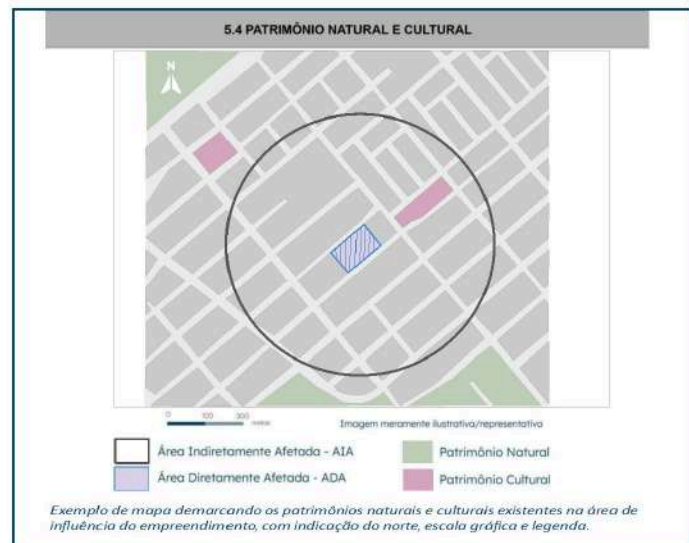 5.4 PATRIMÔNIO NATURAL E CULTURAL
N
0 100 300
metros
Imagem meramente ilustrativa/representativa
Área Indiretamente Afetada - AIA
Patrimônio Natural
Área Diretamente Afetada - ADA
Patrimônio Cultural
Exemplo de mapa demarcando os patrimônios naturais e culturais existentes na área de
influência do empreendimento, com indicação do norte, escala gráfica e legenda.